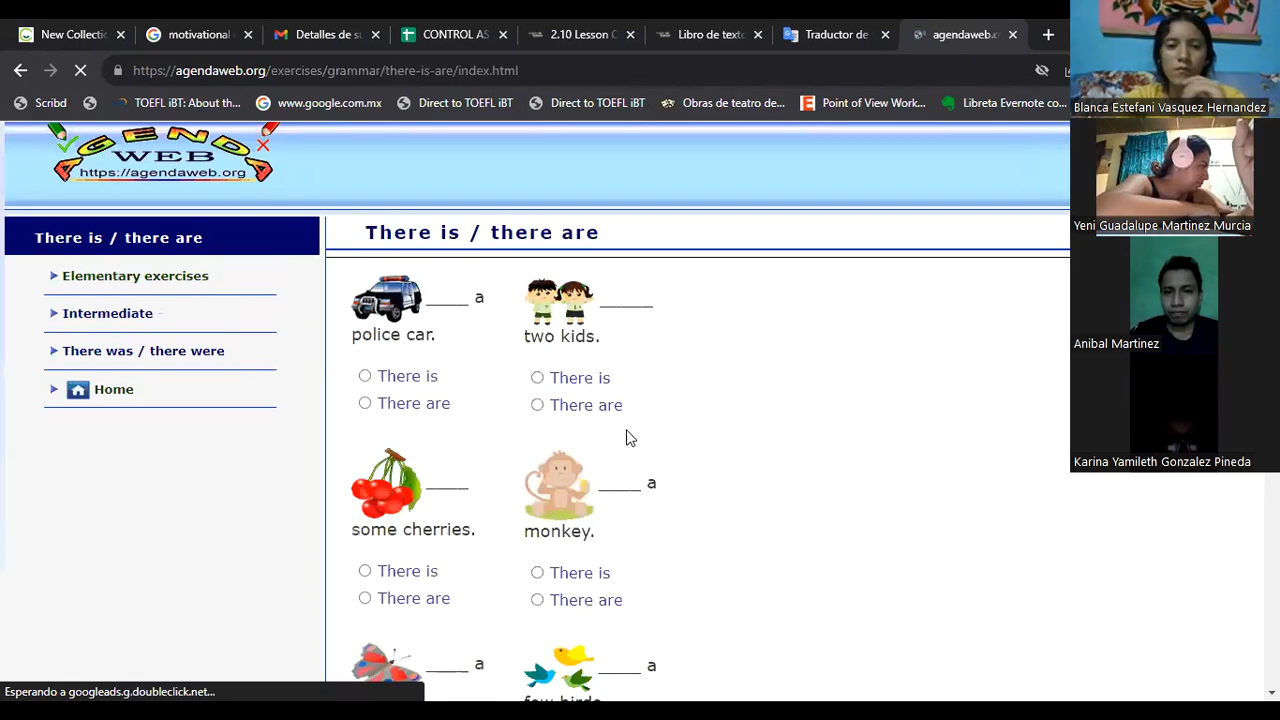 New Collecti
motivational
Detalles de su
CONTROL AS
2.10 Lesson C
Libro de texto
Traductor de
agendaweb.o
https://agendaweb.org/exercises/grammar/there-is-are/index.html
Scribd
TOEFL iBT: About th...
www.google.com.mx
Direct to TOEFL iBT
Direct to TOEFL iBT
Obras de teatro de...
Point of View Work...
Libreta Evernote co...
AGENDA
WEB
https://agendaweb.org
There is / there are
Elementary exercises
Intermediate
There was / there were
Home
There is / there are
_____ a
police car.
There is
There are
______
two kids.
There is
There are
_____
some cherries.
There is
There are
_____ a
monkey.
There is
There are
_____ a
_____ a
few birds
Esperando a googleads.g.doubleclick.net...
Blanca Estefani Vasquez Hernandez
Yeni Guadalupe Martinez Murcia
Anibal Martinez
Karina Yamileth Gonzalez Pineda